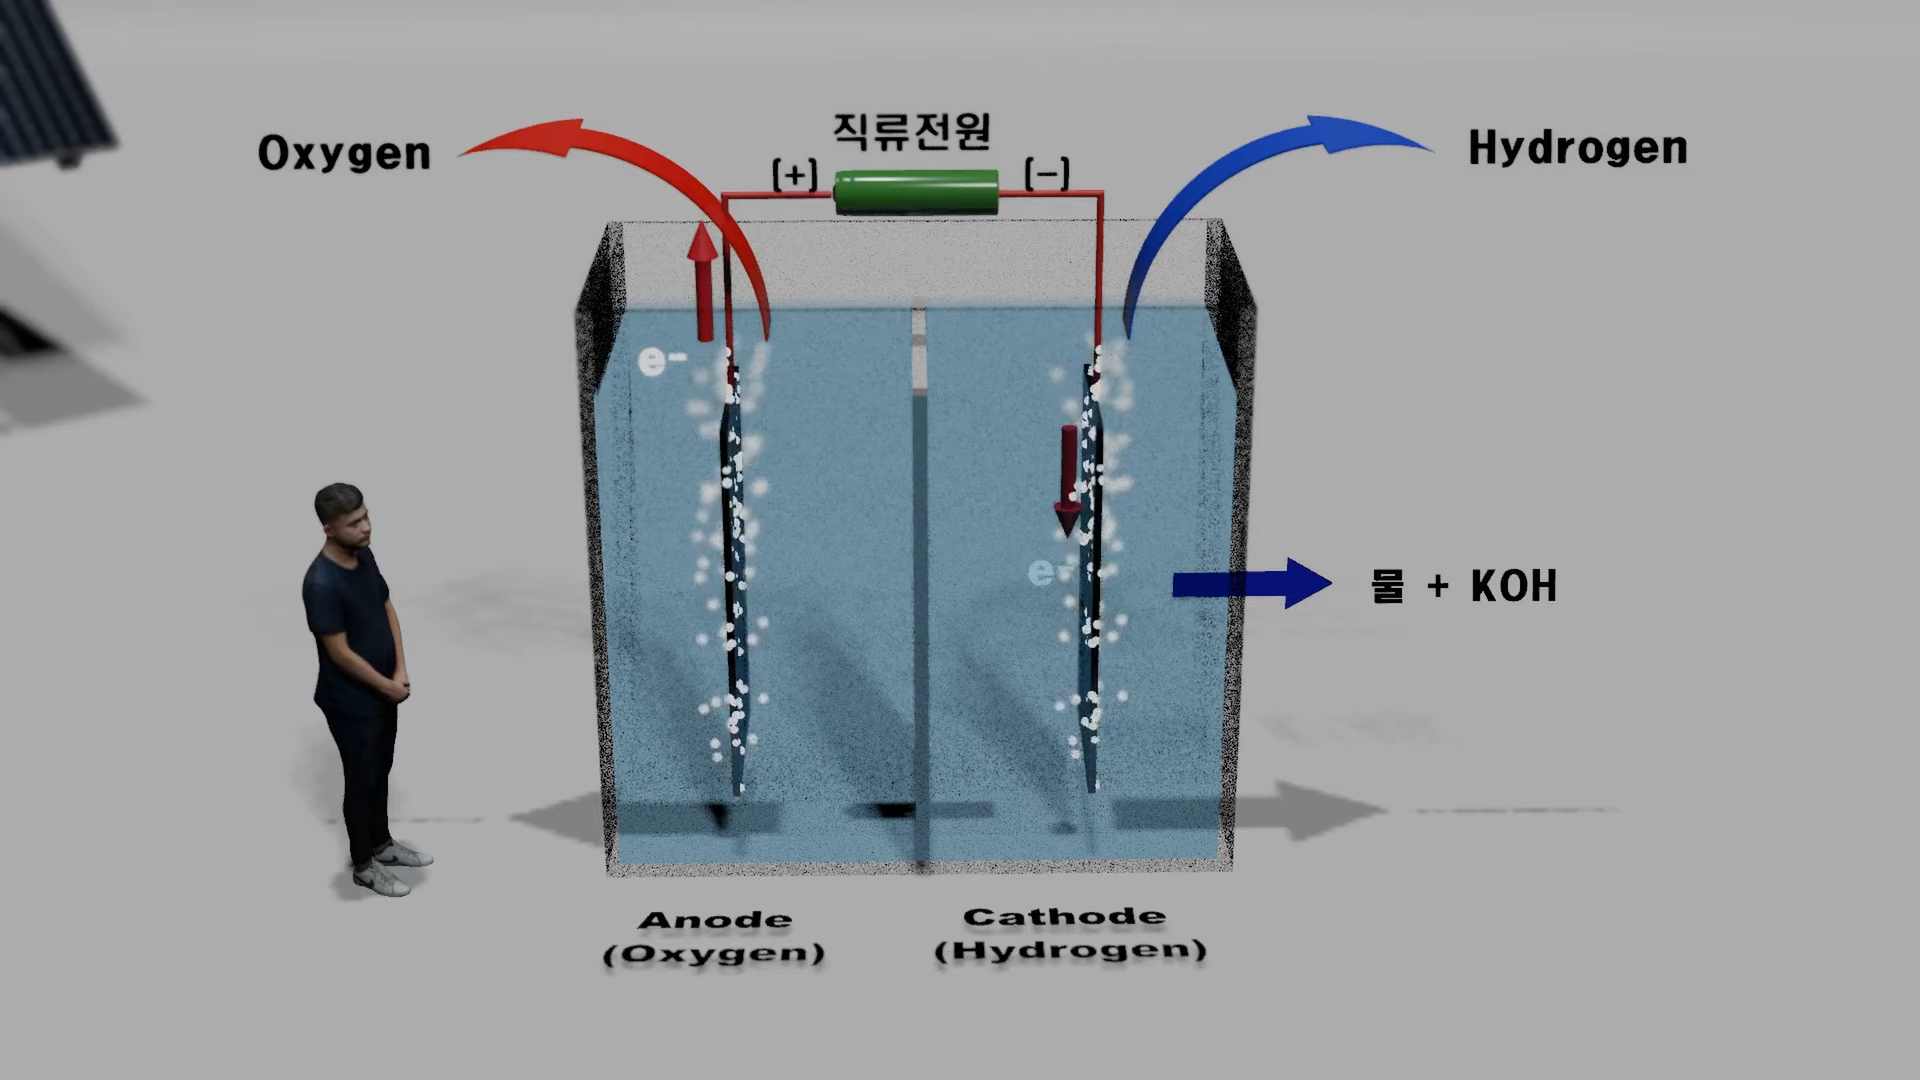 직류전원
Oxygen
(+)
(-)
Hydrogen
e-
e-
물 + KOH
Anode
(Oxygen)
Cathode
(Hydrogen)